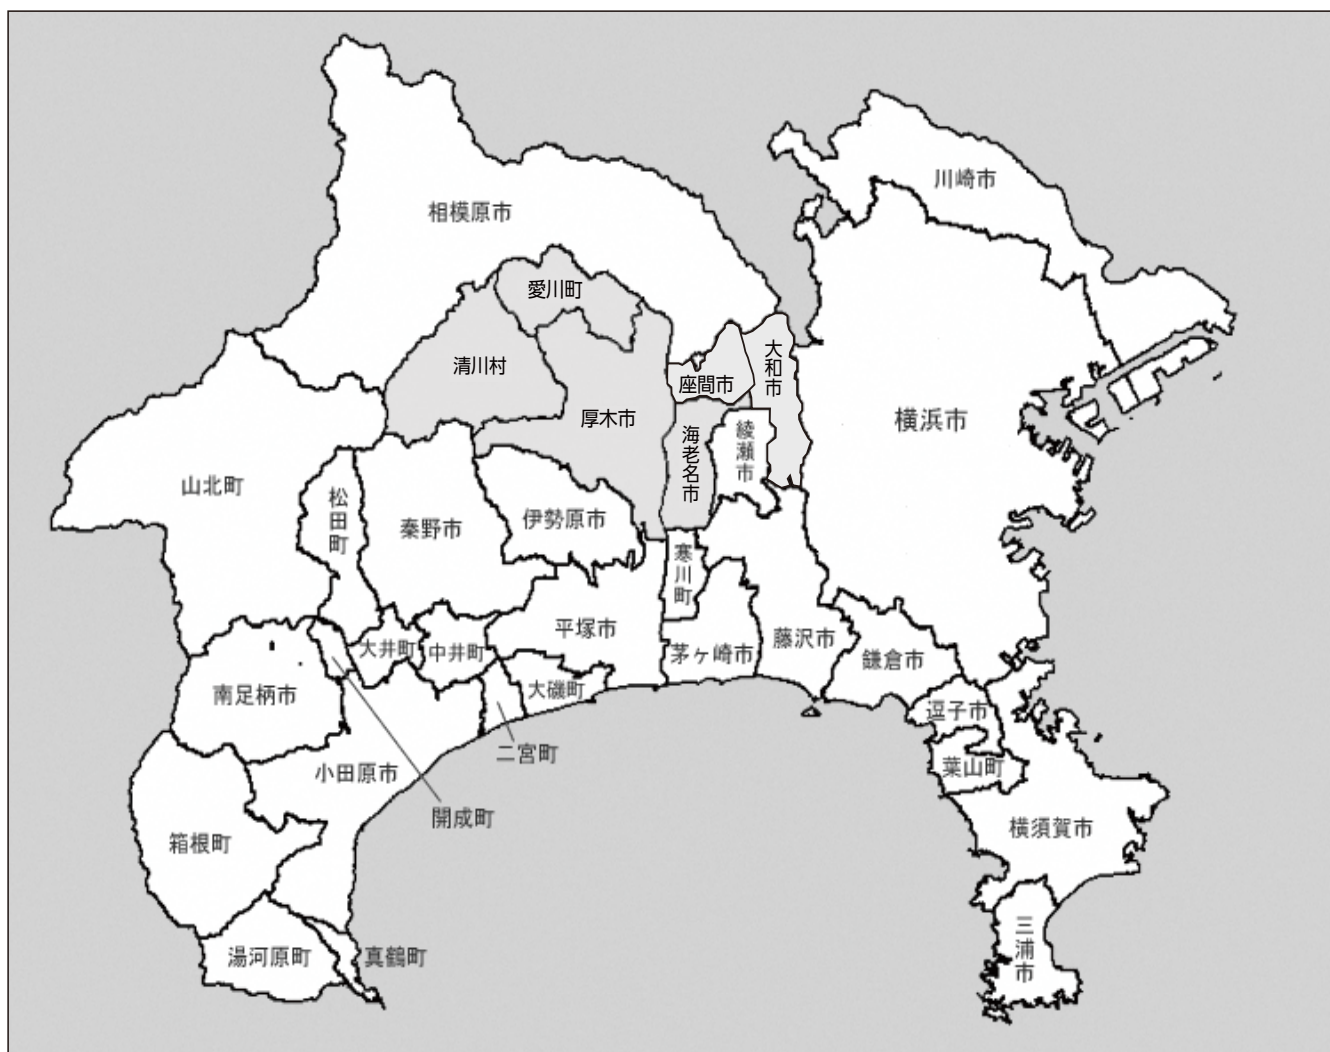 川崎市
相模原市
愛川町
大和市
清川村
座間市
厚木市
横浜市
綾瀬市
海老名市
山北町
松田町
伊勢原市
秦野市
寒川町
平塚市
藤沢市
大井町
中井町
茅ヶ崎市
鎌倉市
南足柄市
大磯町
逗子市
二宮町
小田原市
葉山町
開成町
横須賀市
箱根町
三浦市
湯河原町
真鶴町